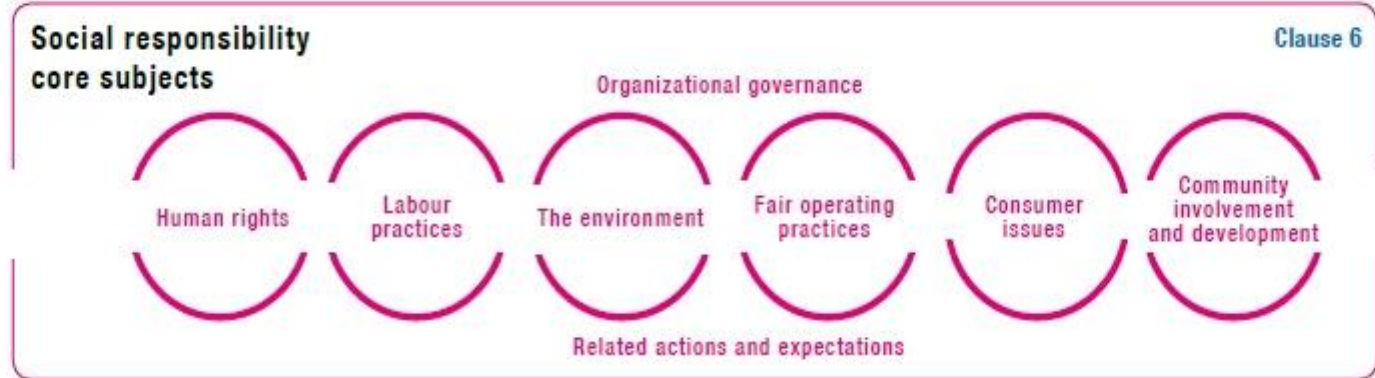 Social responsibility
core subjects
Clause 6
Organizational governance
Human rights
Labour
practices
The environment
Fair operating
practices
Consumer
issues
Community
involvement
and development
Related actions and expectations